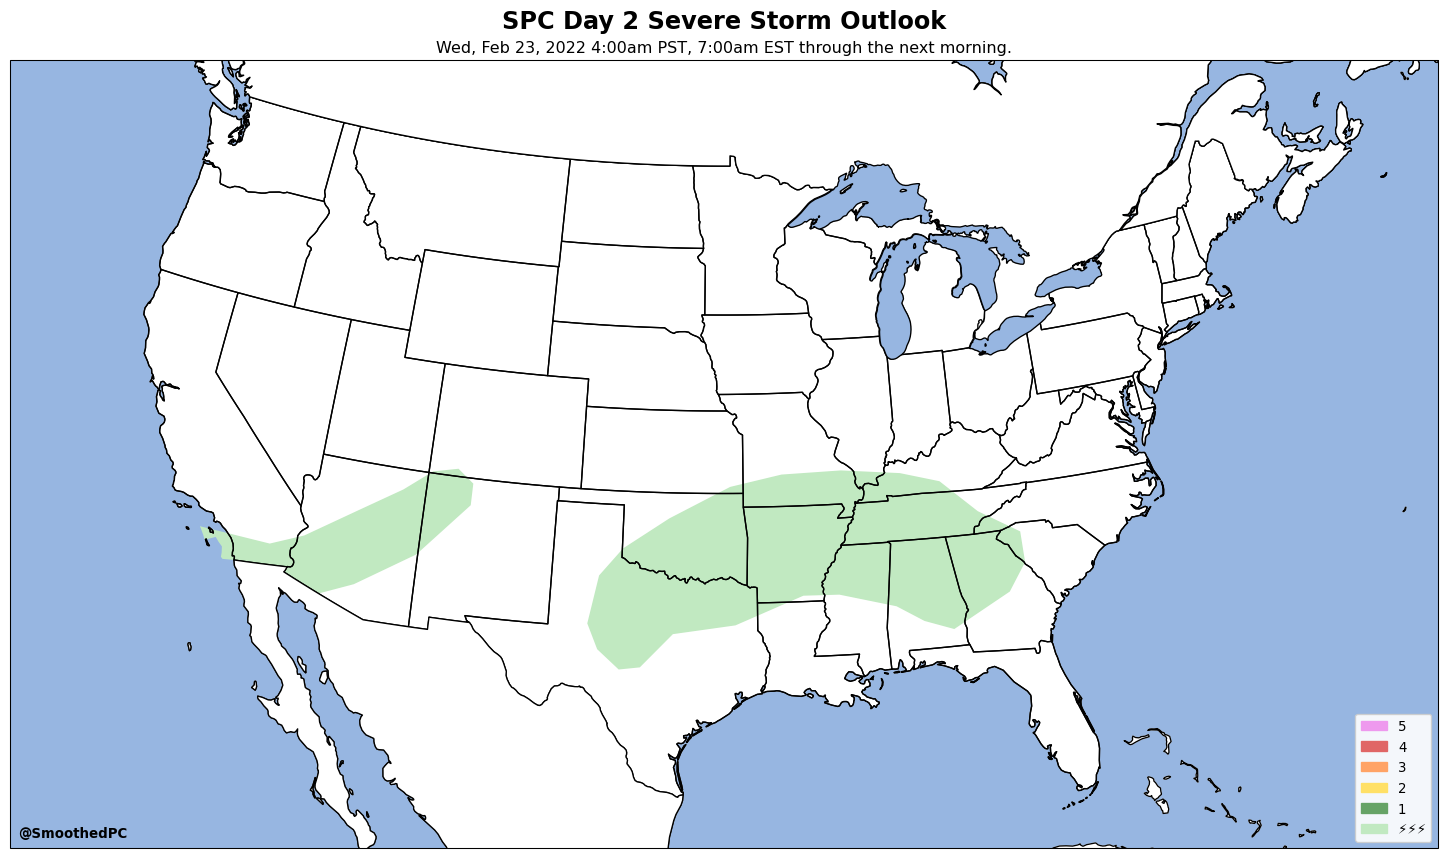 SPC Day 2 Severe Storm Outlook
Wed, Feb 23, 2022 4:00am PST, 7:00am EST through the next morning.
5
4
3
2
1
⚡⚡⚡
@SmoothedPC